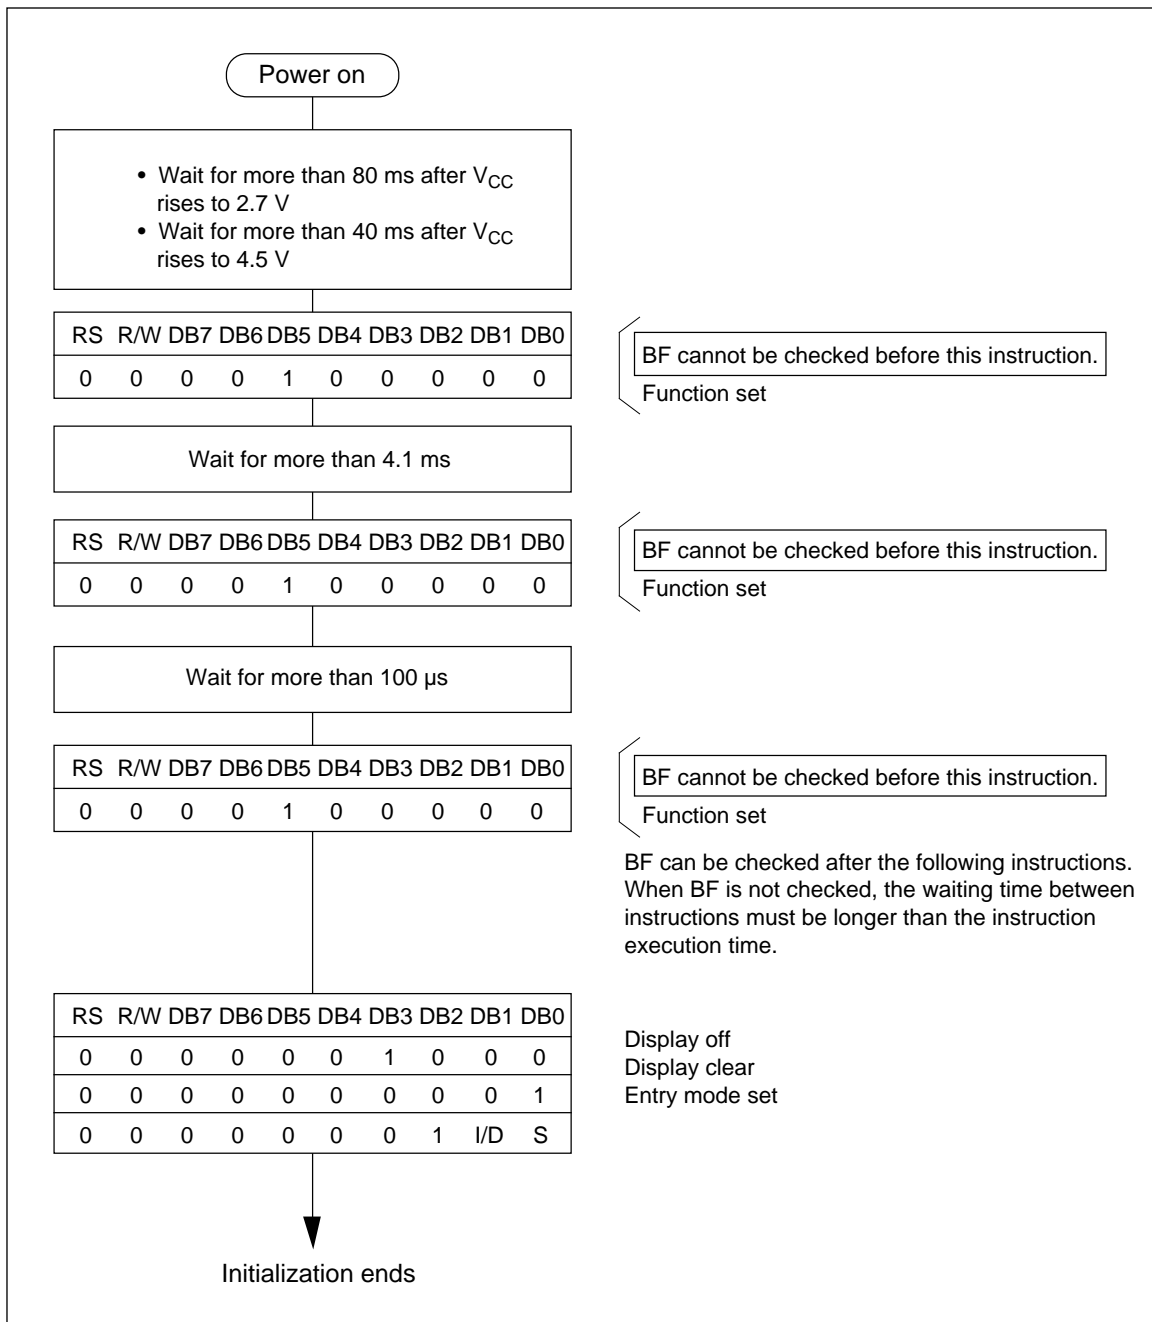 Power on
• Wait for more than 80 ms after VCC
rises to 2.7 V
• Wait for more than 40 ms after VCC
rises to 4.5 V
RS R/W DB7 DB6 DB5 DB4 DB3 DB2 DB1 DB0
0 0 0 0 1 0 0 0 0 0
BF cannot be checked before this instruction.
Function set
Wait for more than 4.1 ms
RS R/W DB7 DB6 DB5 DB4 DB3 DB2 DB1 DB0
0 0 0 0 1 0 0 0 0 0
BF cannot be checked before this instruction.
Function set
Wait for more than 100 µs
RS R/W DB7 DB6 DB5 DB4 DB3 DB2 DB1 DB0
0 0 0 0 1 0 0 0 0 0
BF cannot be checked before this instruction.
Function set
BF can be checked after the following instructions.
When BF is not checked, the waiting time between
instructions must be longer than the instruction
execution time.
RS R/W DB7 DB6 DB5 DB4 DB3 DB2 DB1 DB0
0 0 0 0 0 0 1 0 0 0
0 0 0 0 0 0 0 0 0 1
0 0 0 0 0 0 0 1 I/D S
Display off
Display clear
Entry mode set
Initialization ends